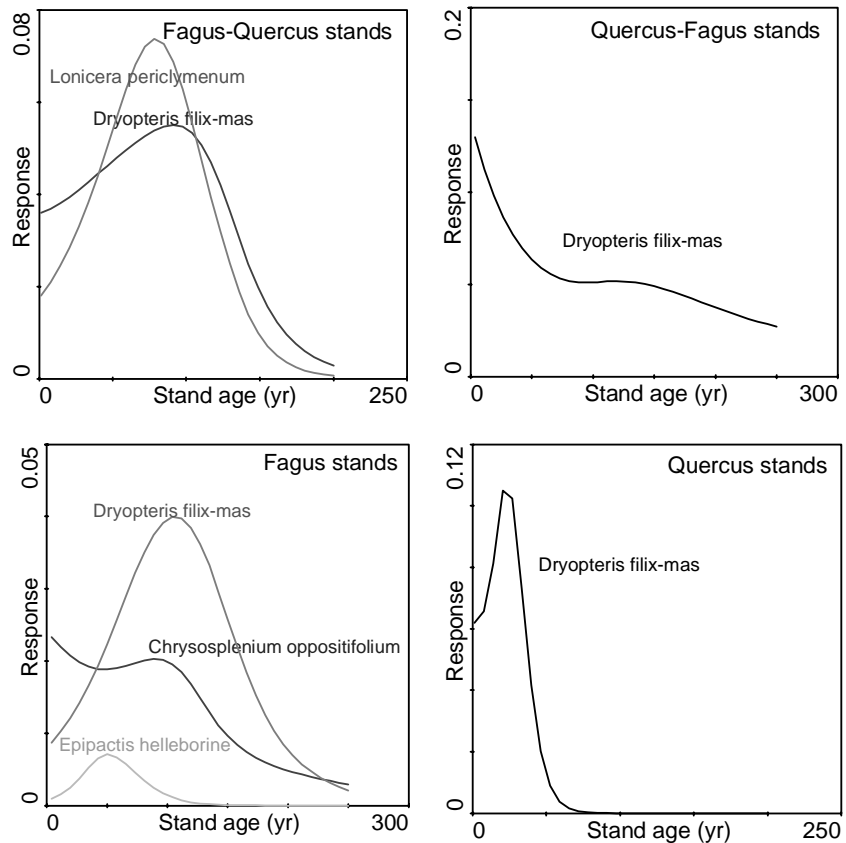 0.08
Fagus-Quercus stands
Lonicera periclymenum
Dryopteris filix-mas
Response
0
0
Stand age (yr)
250
0.2
Quercus-Fagus stands
Response
Dryopteris filix-mas
0
0
Stand age (yr)
300
0.05
Fagus stands
Dryopteris filix-mas
Response
Chrysosplenium oppositifolium
Epipactis helleborine
0
0
Stand age (yr)
300
0.12
Quercus stands
Dryopteris filix-mas
Response
0
0
Stand age (yr)
250